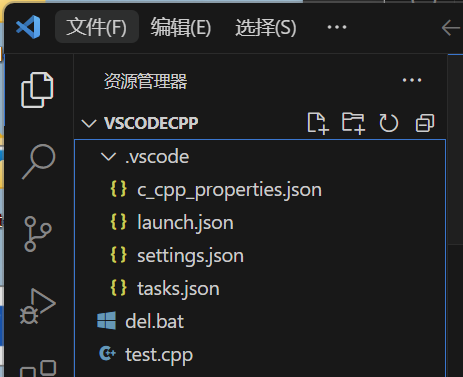 文件(F) 编辑(E) 选择(S) ···
资源管理器 ···
VSCODECPP
.vscode
{} c_cpp_properties.json
{} launch.json
{} settings.json
{} tasks.json
del.bat
test.cpp